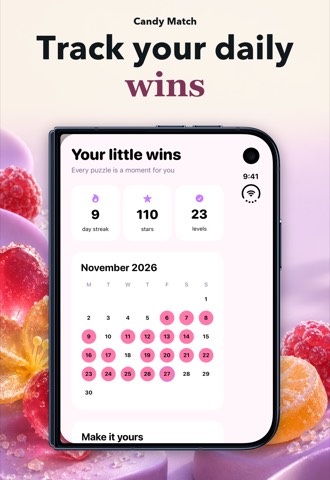 Candy Match
Track your daily
wins
Your little wins
Every puzzle is a moment for you
9:41
9
110
23
day streak
stars
levels
November 2026
M T W T F S S
1
2 3 4 5 6 7 8
9 10 11 12 13 14 15
16 17 18 19 20 21 22
23 24 25 26 27 28 29
30
Make it yours